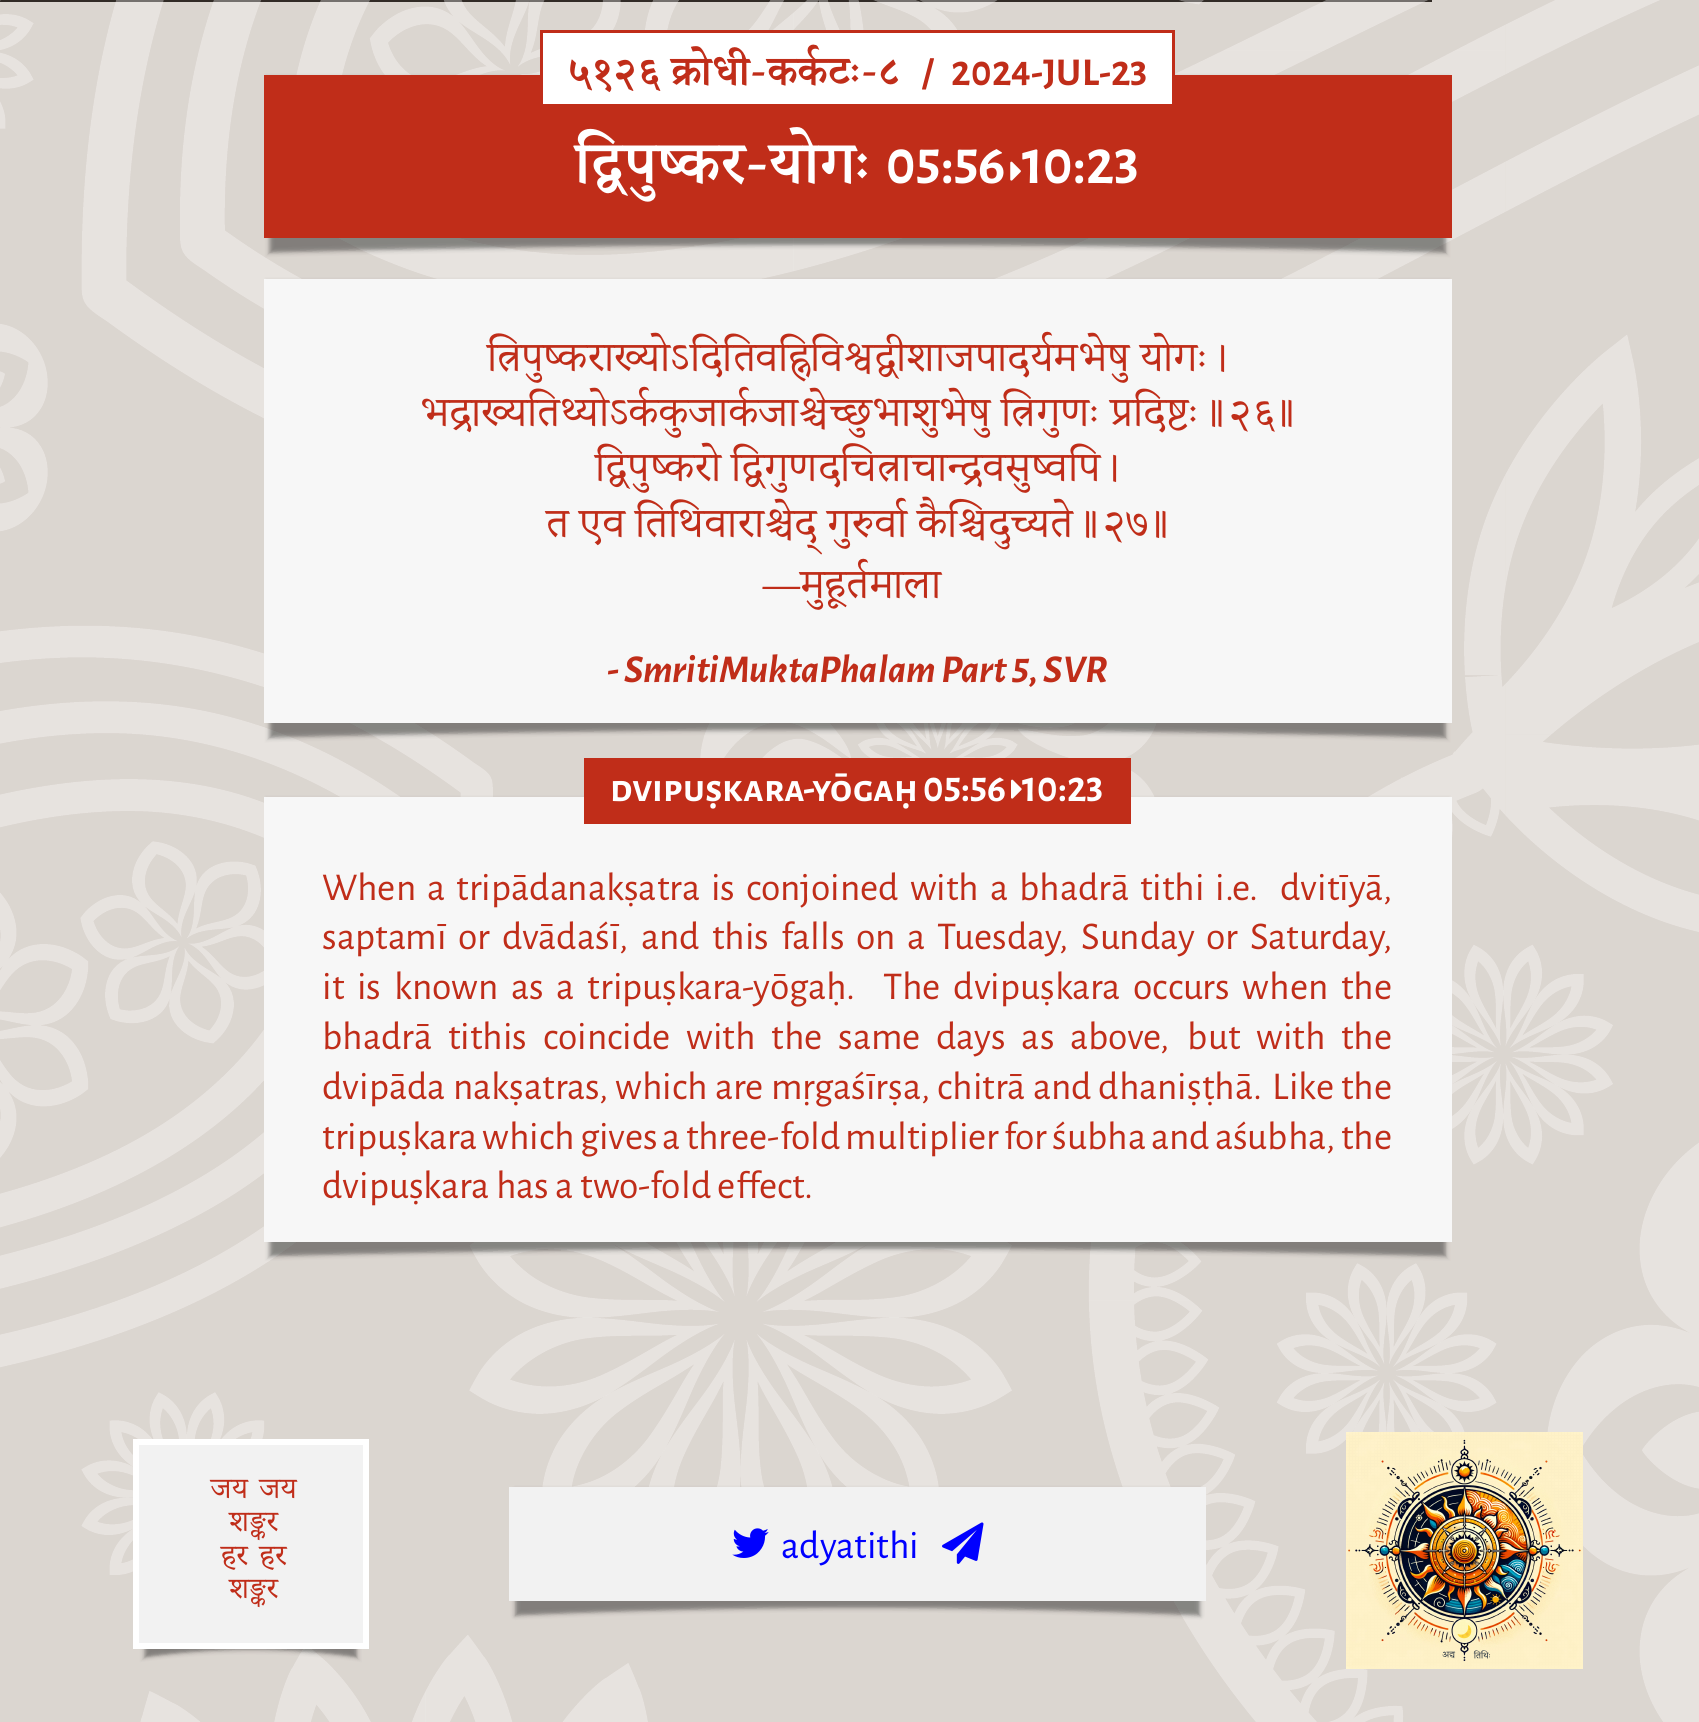 ५१२६ क्रोधी-कर्कटः-८ / 2024-JUL-23
द्विपुष्कर-योगः 05:56▸10:23
त्रिपुष्कराख्योऽदितिवह्निविश्वद्वीशाजपादर्यमभेषु योगः।
भद्राख्यतिथ्योऽर्ककुजार्कजाश्चेच्छुभाशुभेषु त्रिगुणः प्रदिष्टः॥२६॥
द्विपुष्करो द्विगुणदचित्राचान्द्रवसुष्वपि।
त एव तिथिवाराश्चेद् गुरुर्वा कैश्चिदुच्यते॥२७॥
—मुहूर्तमाला
- SmritiMuktaPhalam Part 5, SVR
DVIPUṢKARA-YŌGAḤ 05:56▸10:23
When a tripādanakṣatra is conjoined with a bhadrā tithi i.e. dvitīyā,
saptamī or dvādaśī, and this falls on a Tuesday, Sunday or Saturday,
it is known as a tripuṣkara-yōgaḥ. The dvipuṣkara occurs when the
bhadrā tithis coincide with the same days as above, but with the
dvipāda nakṣatras, which are mṛgaśīrṣa, chitrā and dhaniṣṭhā. Like the
tripuṣkara which gives a three-fold multiplier for śubha and aśubha, the
dvipuṣkara has a two-fold effect.
जय जय
शङ्कर
हर हर
शङ्कर
adyatithi
अद्य तिथिः